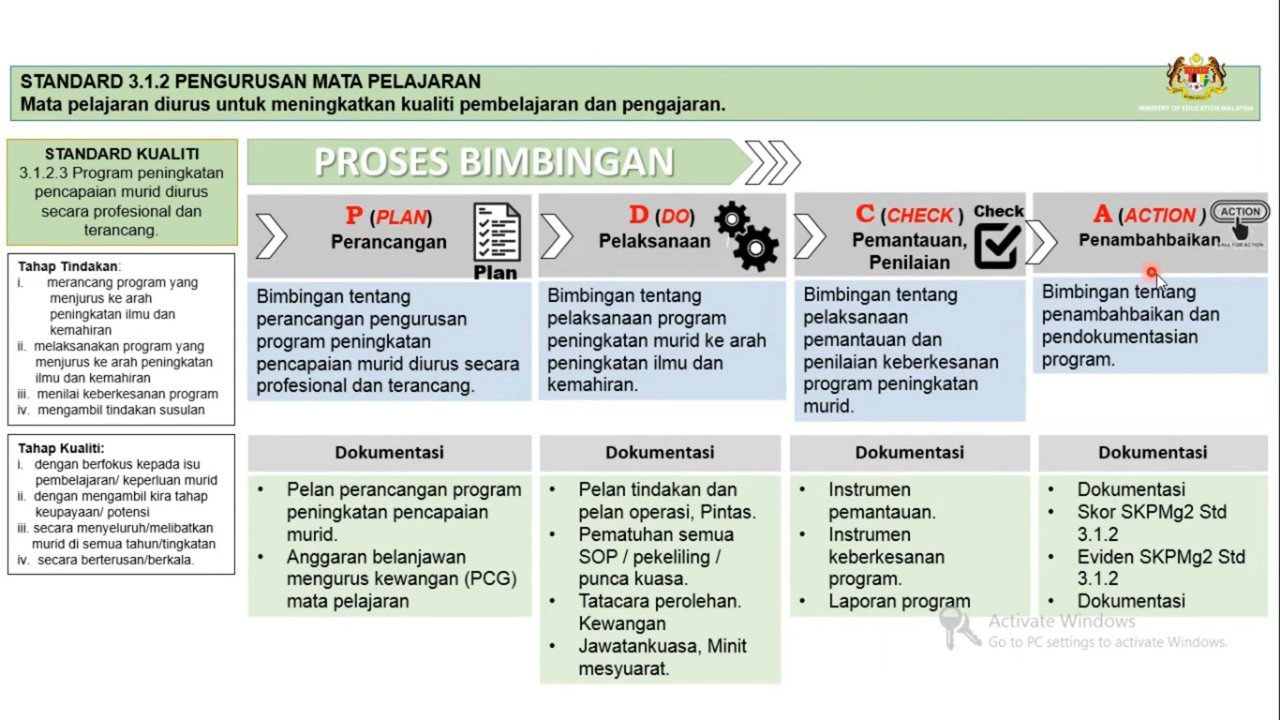 STANDARD 3.1.2 PENGURUSAN MATA PELAJARAN
Mata pelajaran diurus untuk meningkatkan kualiti pembelajaran dan pengajaran.
MINISTRY OF EDUCATION MALAYSIA
STANDARD KUALITI
3.1.2.3 Program peningkatan
pencapaian murid diurus
secara profesional dan
terancang.
Tahap Tindakan:
i. merancang program yang
menjurus ke arah
peningkatan ilmu dan
kemahiran
ii. melaksanakan program yang
menjurus ke arah peningkatan
ilmu dan kemahiran
iii. menilai keberkesanan program
iv. mengambil tindakan susulan
Tahap Kualiti:
i. dengan berfokus kepada isu
pembelajaran/ keperluan murid
ii. dengan mengambil kira tahap
keupayaan/ potensi
iii. secara menyeluruh/melibatkan
murid di semua tahun/tingkatan
iv. secara berterusan/berkala.
PROSES BIMBINGAN
P (PLAN)
Perancangan
Plan
Bimbingan tentang
perancangan pengurusan
program peningkatan
pencapaian murid diurus secara
profesional dan terancang.
Dokumentasi
• Pelan perancangan program
peningkatan pencapaian
murid.
• Anggaran belanjawan
mengurus kewangan (PCG)
mata pelajaran
D (DO)
Pelaksanaan
Bimbingan tentang
pelaksanaan program
peningkatan murid ke arah
peningkatan ilmu dan
kemahiran.
Dokumentasi
• Pelan tindakan dan
pelan operasi, Pintas.
• Pematuhan semua
SOP / pekeliling /
punca kuasa.
• Tatacara perolehan.
Kewangan
• Jawatankuasa, Minit
mesyuarat.
C (CHECK )
Check
Pemantauan,
Penilaian
Bimbingan tentang
pelaksanaan
pemantauan dan
penilaian keberkesanan
program peningkatan
murid.
Dokumentasi
• Instrumen
pemantauan.
• Instrumen
keberkesanan
program.
• Laporan program
A (ACTION )
Penambahbaikan
ACTION
CALL FOR ACTION
Bimbingan tentang
penambahbaikan dan
pendokumentasian
program.
Dokumentasi
• Dokumentasi
• Skor SKPMg2 Std
3.1.2
• Eviden SKPMg2 Std
3.1.2
• Dokumentasi
Activate Windows
Go to PC settings to activate Windows.